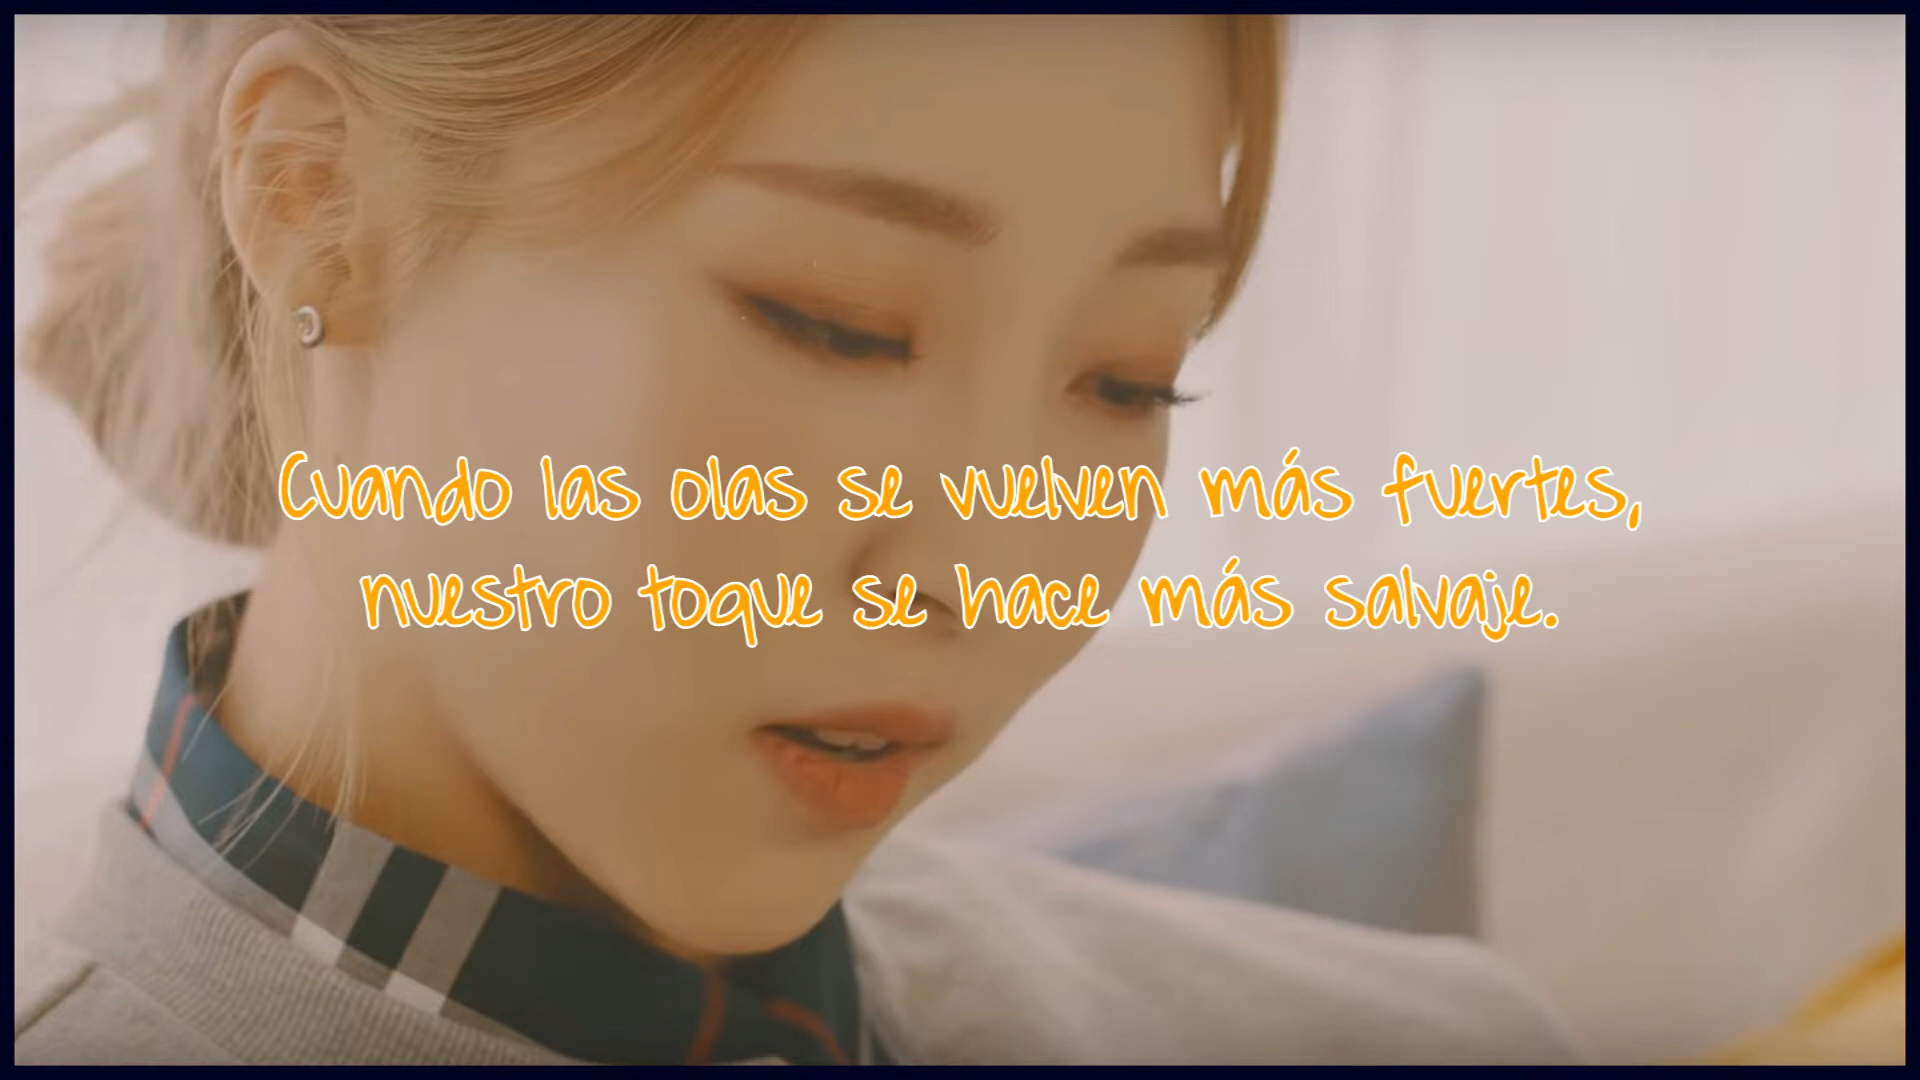 Cuando las olas se vuelven más fuertes,
nuestro toque se hace más salvaje.